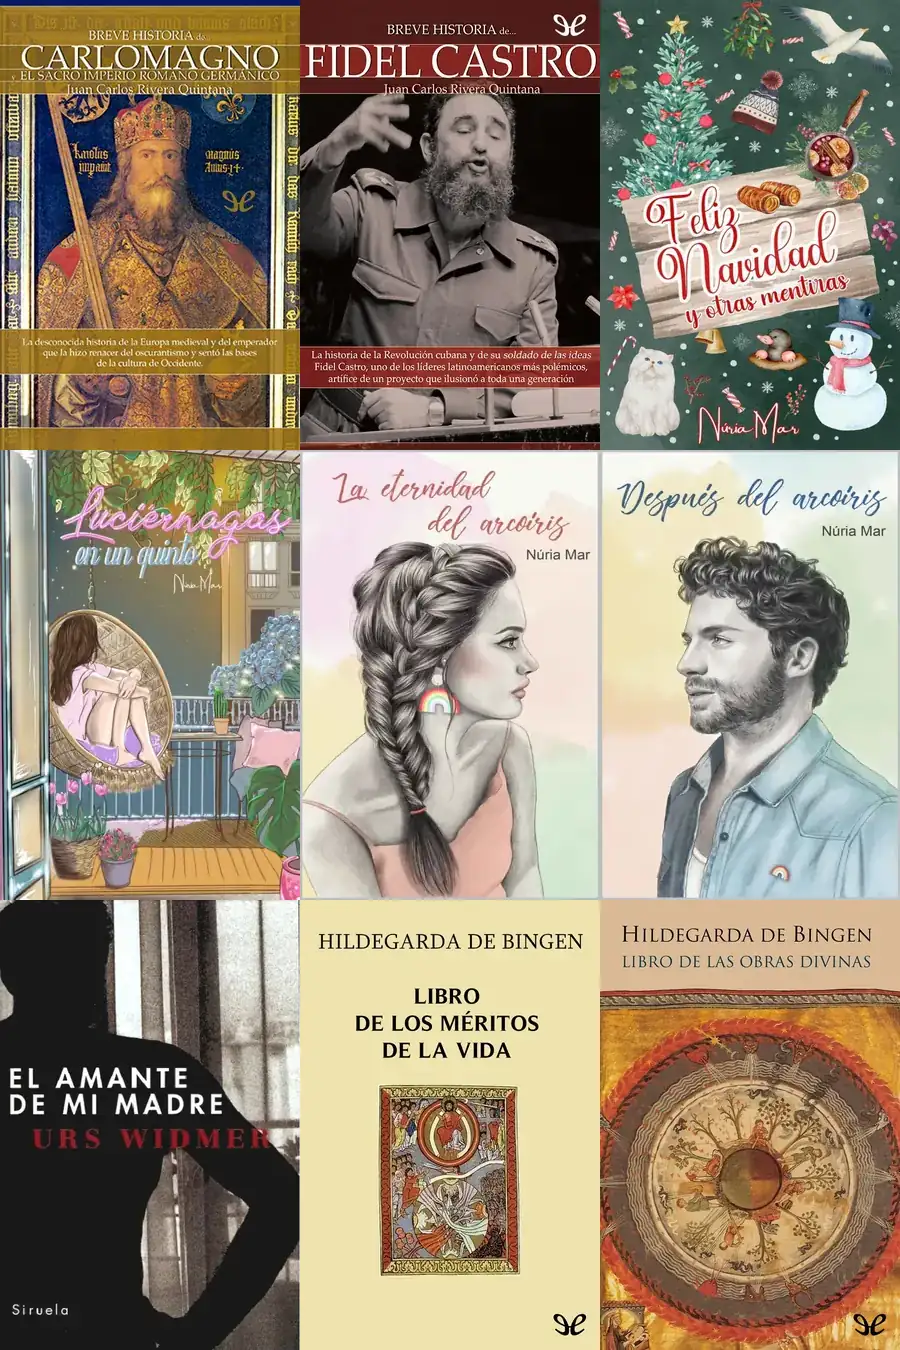 BREVE HISTORIA de...
CARLOMAGNO
Y EL SACRO IMPERIO ROMANO GERMÁNICO
Juan Carlos Rivera Quintana
Karolus
magnus
La desconocida historia de la Europa medieval y del emperador
que la hizo renacer del oscurantismo y sentó las bases
de la cultura de Occidente.
BREVE HISTORIA de...
FIDEL CASTRO
Juan Carlos Rivera Quintana
La historia de la Revolución cubana y de su soldado de las ideas
Fidel Castro, uno de los líderes latinoamericanos más polémicos,
artífice de un proyecto que ilusionó a toda una generación
Feliz
Navidad
y otras mentiras
Núria Mar
Luciérnagas
en un quinto
Núria Mar
La eternidad
del arcoíris
Núria Mar
Después del arcoíris
Núria Mar
EL AMANTE
DE MI MADRE
URS WIDMER
Siruela
HILDEGARDA DE BINGEN
LIBRO
DE LOS MÉRITOS
DE LA VIDA
HILDEGARDA DE BINGEN
LIBRO DE LAS OBRAS DIVINAS